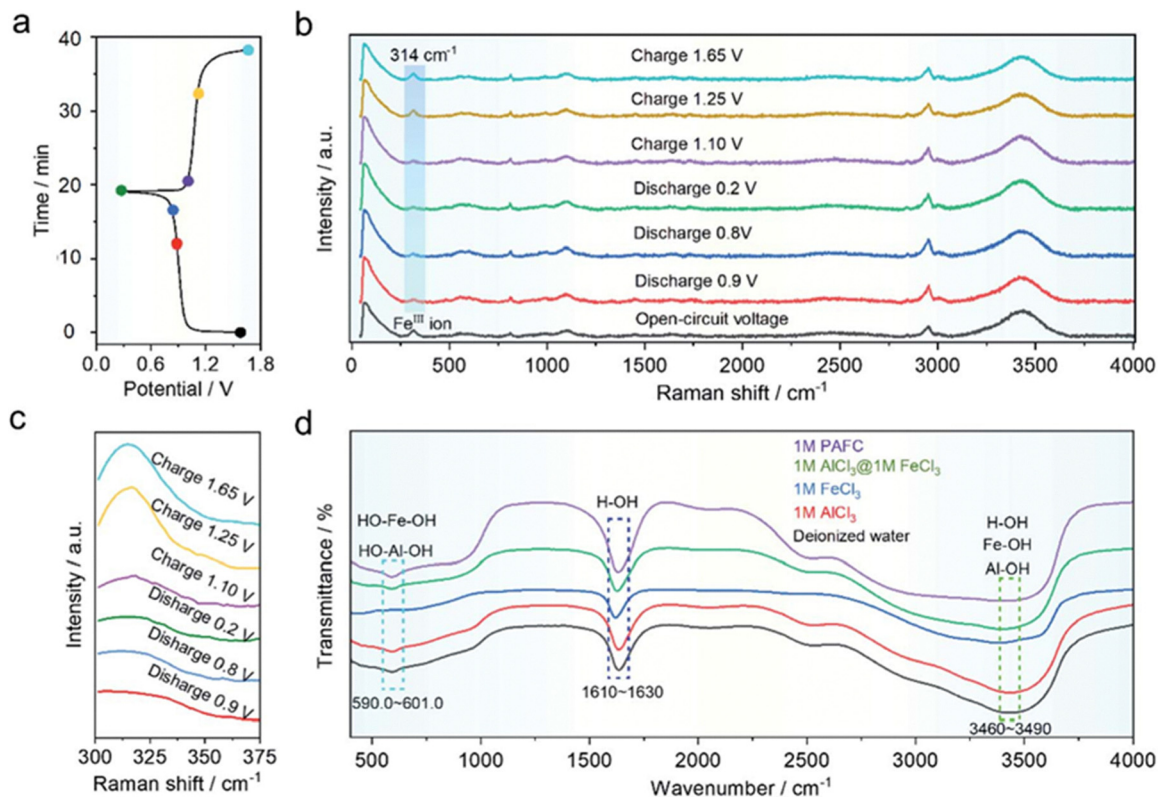 a
40
30
20
10
0
Time / min
0.0 0.6 1.2 1.8
Potential / V
b
314 cm⁻¹
Charge 1.65 V
Charge 1.25 V
Charge 1.10 V
Discharge 0.2 V
Discharge 0.8V
Discharge 0.9 V
Feᴵᴵᴵ ion
Open-circuit voltage
Intensity / a.u.
0 500 1000 1500 2000 2500 3000 3500 4000
Raman shift / cm⁻¹
c
Charge 1.65 V
Charge 1.25 V
Charge 1.10 V
Disharge 0.2 V
Disharge 0.8 V
Disharge 0.9 V
Intensity / a.u.
300 325 350 375
Raman shift / cm⁻¹
d
1M PAFC
1M AlCl₃@1M FeCl₃
1M FeCl₃
1M AlCl₃
Deionized water
HO-Fe-OH
HO-Al-OH
H-OH
H-OH
Fe-OH
Al-OH
590.0~601.0
1610~1630
3460~3490
Transmittance / %
500 1000 1500 2000 2500 3000 3500 4000
Wavenumber / cm⁻¹